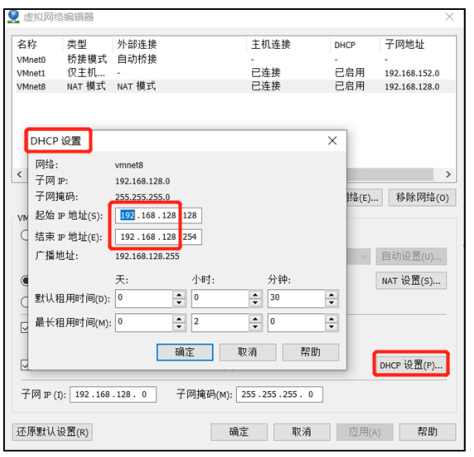 虚拟网络编辑器
名称 类型 外部连接 主机连接 DHCP 子网地址
VMnet0 桥接模式 自动桥接 - - -
VMnet1 仅主机... - 已连接 已启用 192.168.152.0
VMnet8 NAT 模式 NAT 模式 已连接 已启用 192.168.128.0
DHCP 设置
网络: vmnet8
子网 IP: 192.168.128.0
子网掩码: 255.255.255.0
起始 IP 地址(S): 192 .168 .128 .128
结束 IP 地址(E): 192 .168 .128 .254
广播地址: 192.168.128.255
天: 小时: 分钟:
默认租用时间(D): 0 0 30
最长租用时间(M): 0 2 0
确定 取消 帮助
移除网络(O)
自动设置(U)...
NAT 设置(S)...
DHCP 设置(P)...
子网 IP (I): 192 .168 .128 . 0 子网掩码(M): 255 .255 .255 . 0
还原默认设置(R) 确定 取消 应用(A) 帮助